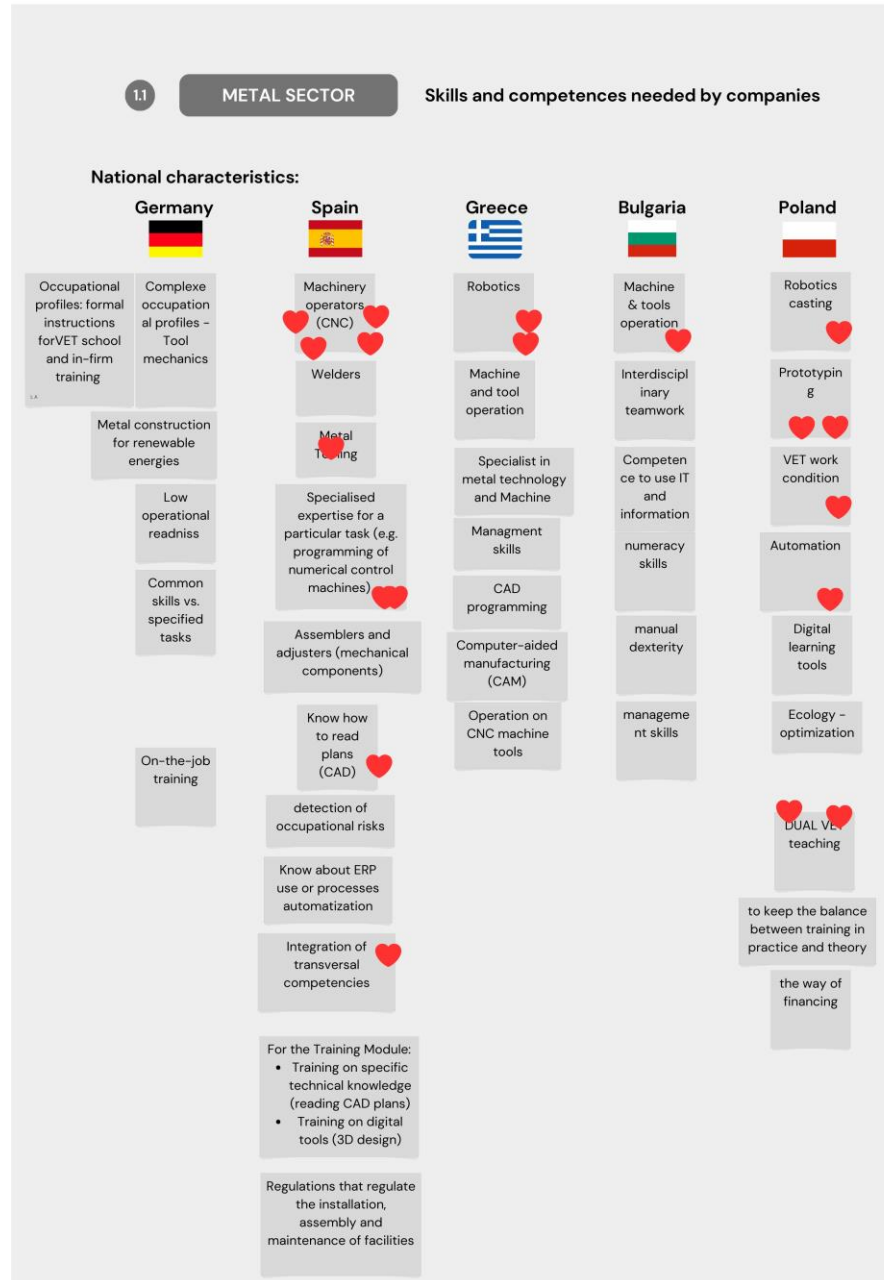 1.1
METAL SECTOR
Skills and competences needed by companies
National characteristics:
Germany
Occupational
profiles: formal
instructions
forVET school
and in-firm
training
Complexe
occupation
al profiles -
Tool
mechanics
Metal construction
for renewable
energies
Low
operational
readniss
Common
skills vs.
specified
tasks
On-the-job
training
Spain
Machinery
operators
(CNC)
Welders
Metal
Specialised
expertise for a
particular task (e.g.
programming of
numerical control
machines)
Assemblers and
adjusters (mechanical
components)
Know how
to read
plans
(CAD)
detection of
occupational risks
Know about ERP
use or processes
automatization
Integration of
transversal
competencies
For the Training Module:
• Training on specific
technical knowledge
(reading CAD plans)
• Training on digital
tools (3D design)
Regulations that regulate
the installation,
assembly and
maintenance of facilities
Greece
Robotics
Machine
and tool
operation
Specialist in
metal technology
and Machine
Managment
skills
CAD
programming
Computer-aided
manufacturing
(CAM)
Operation on
CNC machine
tools
Bulgaria
Machine
& tools
operation
Interdiscipl
inary
teamwork
Competen
ce to use IT
and
information
numeracy
skills
manual
dexterity
manageme
nt skills
Poland
Robotics
casting
Prototypin
g
VET work
condition
Automation
Digital
learning
tools
Ecology -
optimization
DUAL VET
teaching
to keep the balance
between training in
practice and theory
the way of
financing